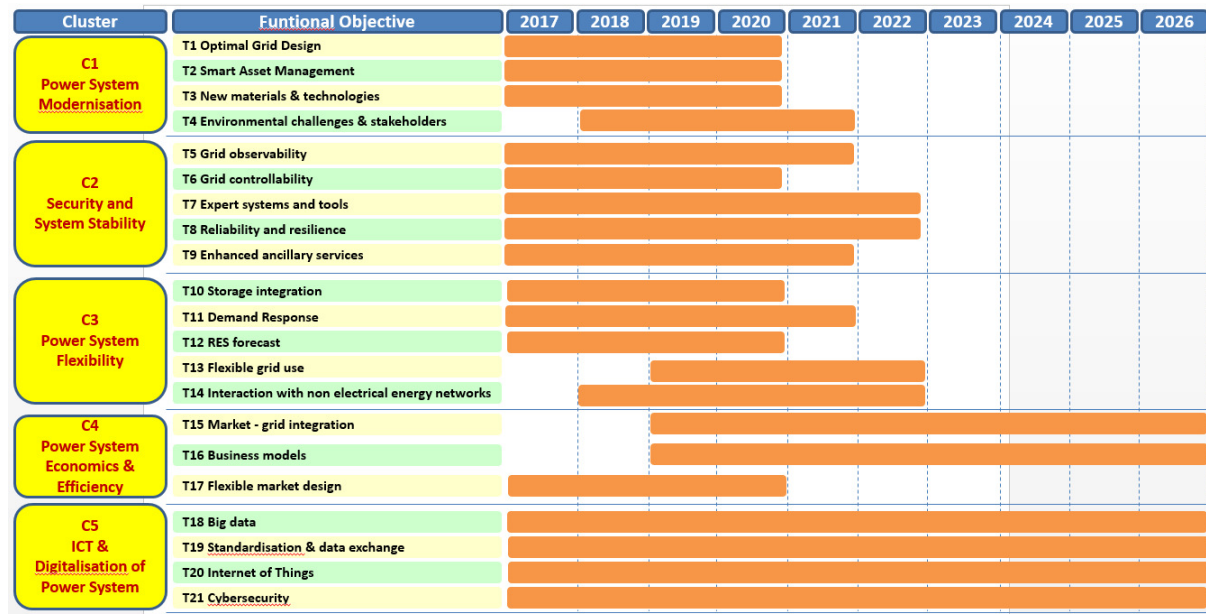 Cluster
Funtional Objective
2017
2018
2019
2020
2021
2022
2023
2024
2025
2026
C1
Power System
Modernisation
T1 Optimal Grid Design
T2 Smart Asset Management
T3 New materials & technologies
T4 Environmental challenges & stakeholders
C2
Security and
System Stability
T5 Grid observability
T6 Grid controllability
T7 Expert systems and tools
T8 Reliability and resilience
T9 Enhanced ancillary services
C3
Power System
Flexibility
T10 Storage integration
T11 Demand Response
T12 RES forecast
T13 Flexible grid use
T14 Interaction with non electrical energy networks
C4
Power System
Economics &
Efficiency
T15 Market - grid integration
T16 Business models
T17 Flexible market design
C5
ICT &
Digitalisation of
Power System
T18 Big data
T19 Standardisation & data exchange
T20 Internet of Things
T21 Cybersecurity